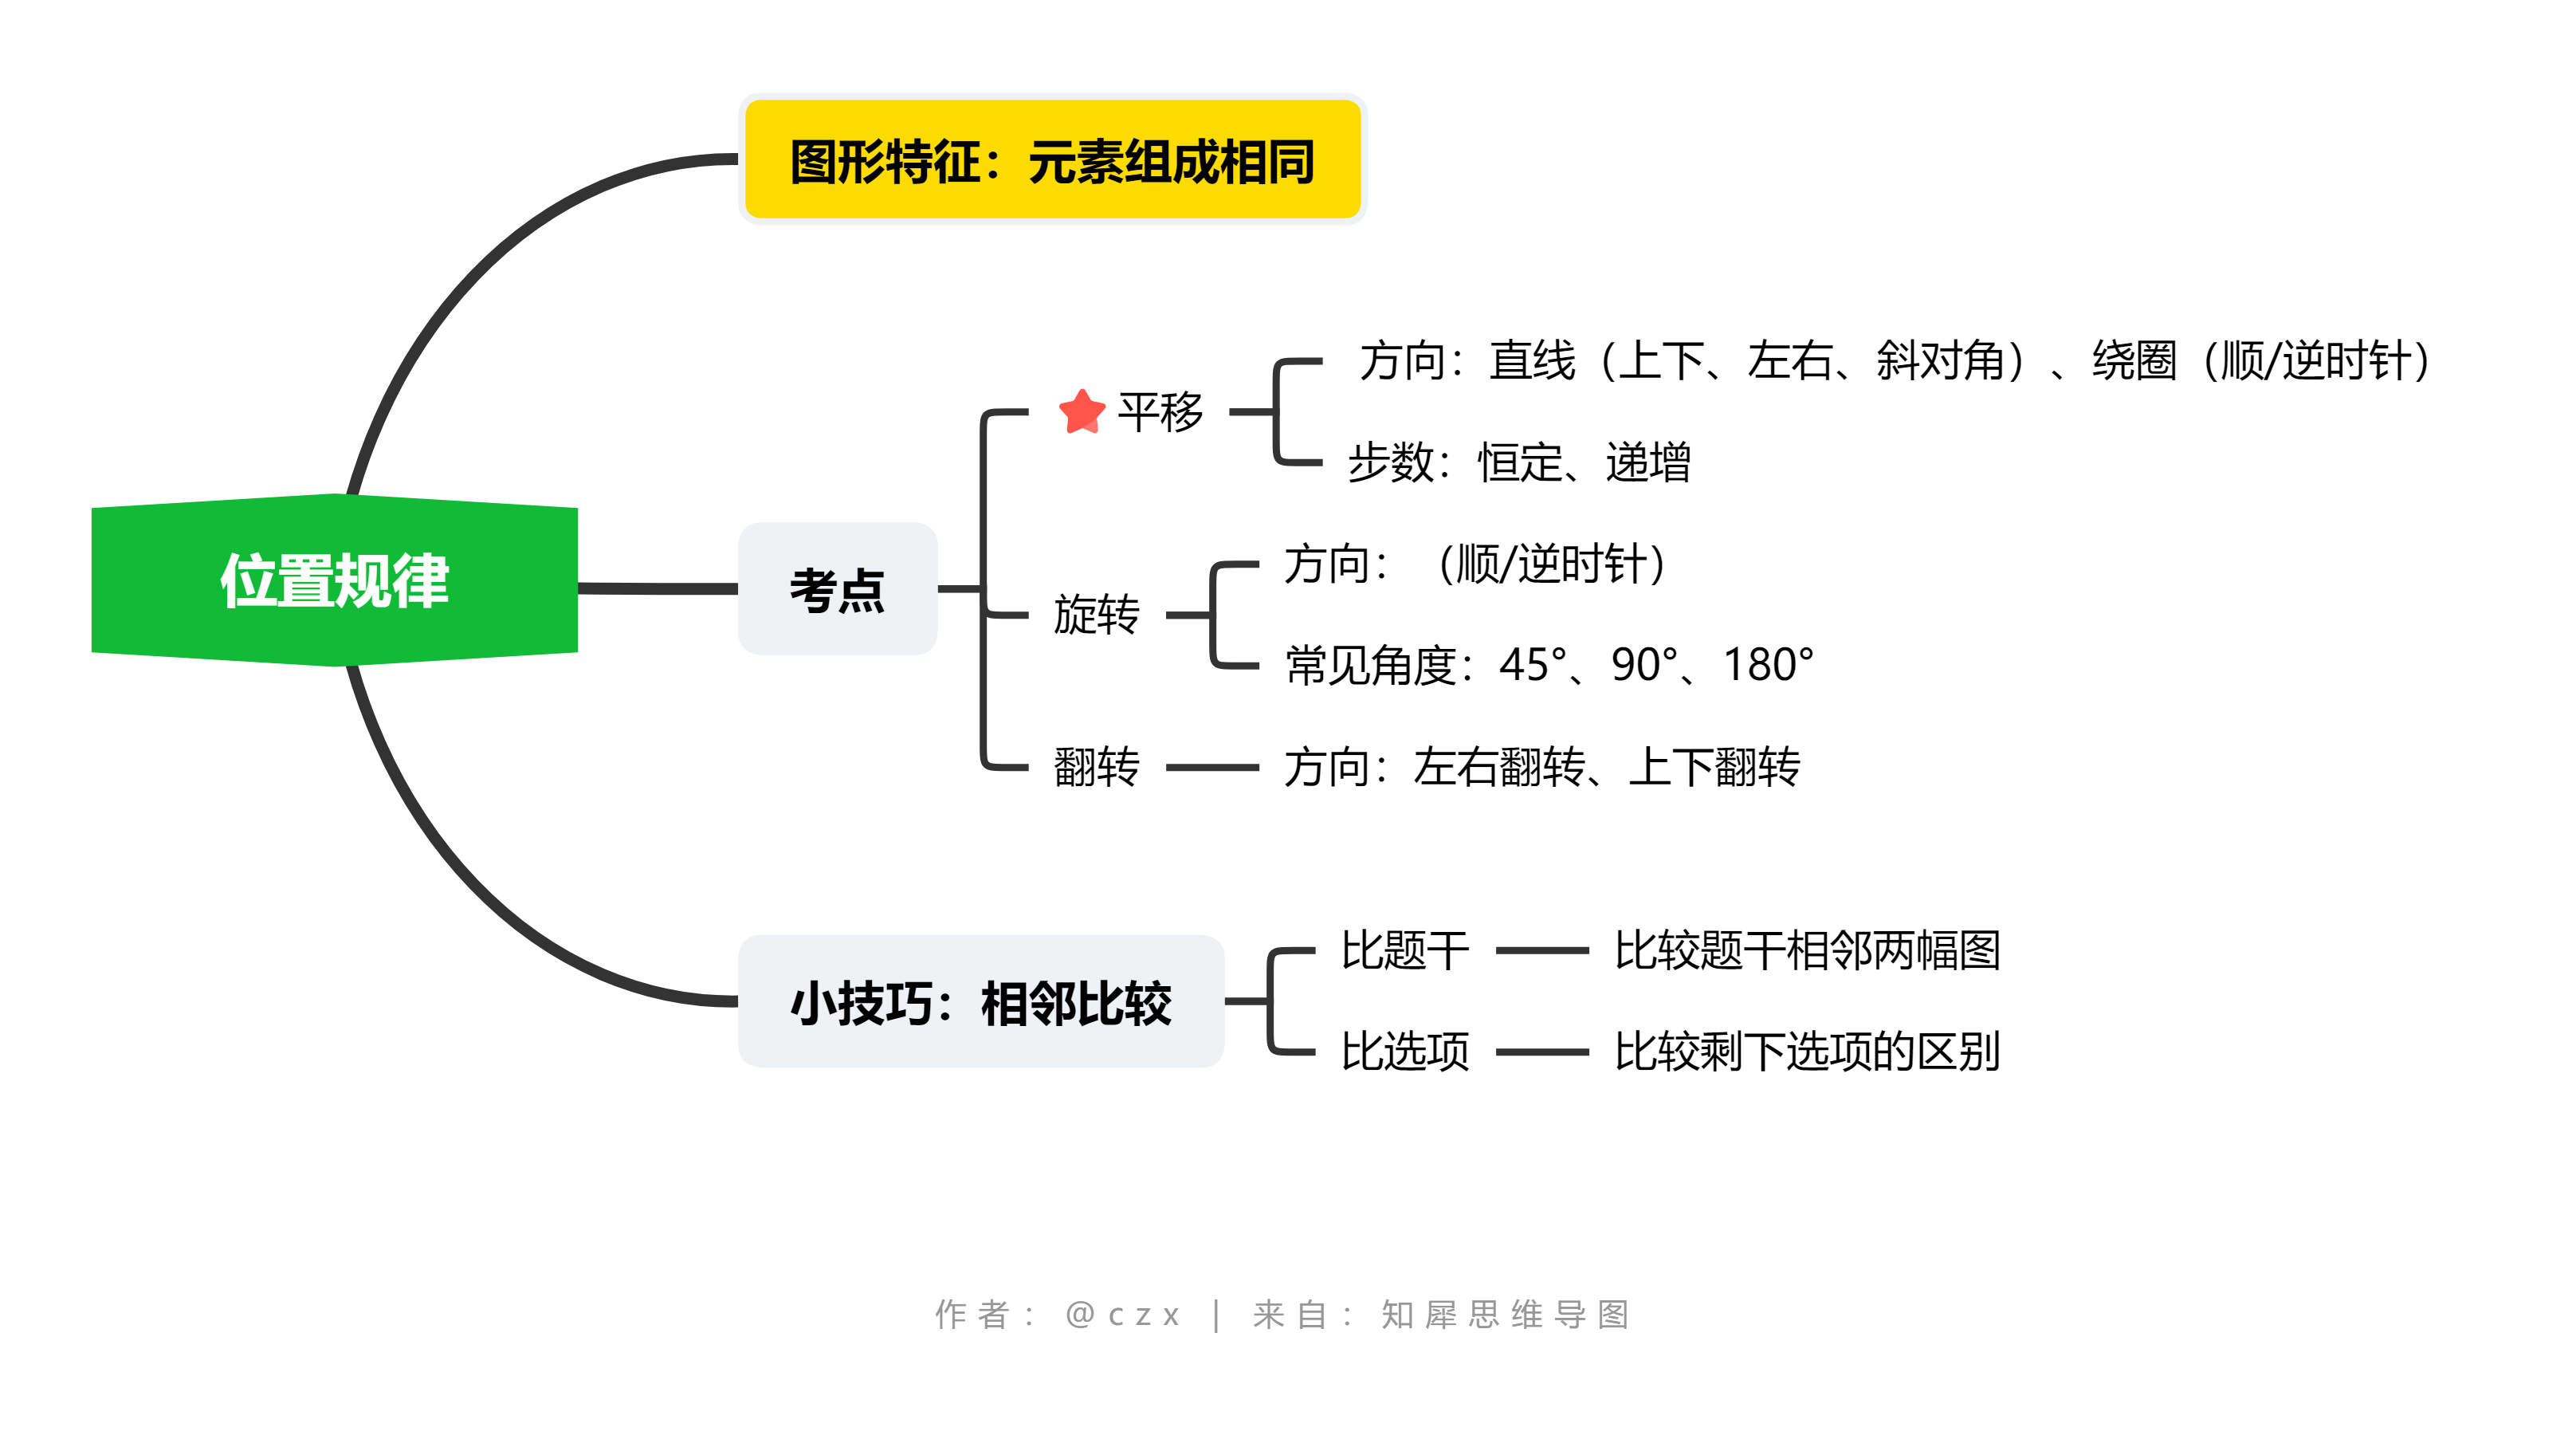 图形特征：元素组成相同
方向：直线（上下、左右、斜对角）、绕圈（顺/逆时针）
平移
步数：恒定、递增
位置规律
考点
方向：（顺/逆时针）
旋转
常见角度：45°、90°、180°
翻转
方向：左右翻转、上下翻转
小技巧：相邻比较
比题干
比较题干相邻两幅图
比选项
比较剩下选项的区别
作者：@czx | 来自：知犀思维导图